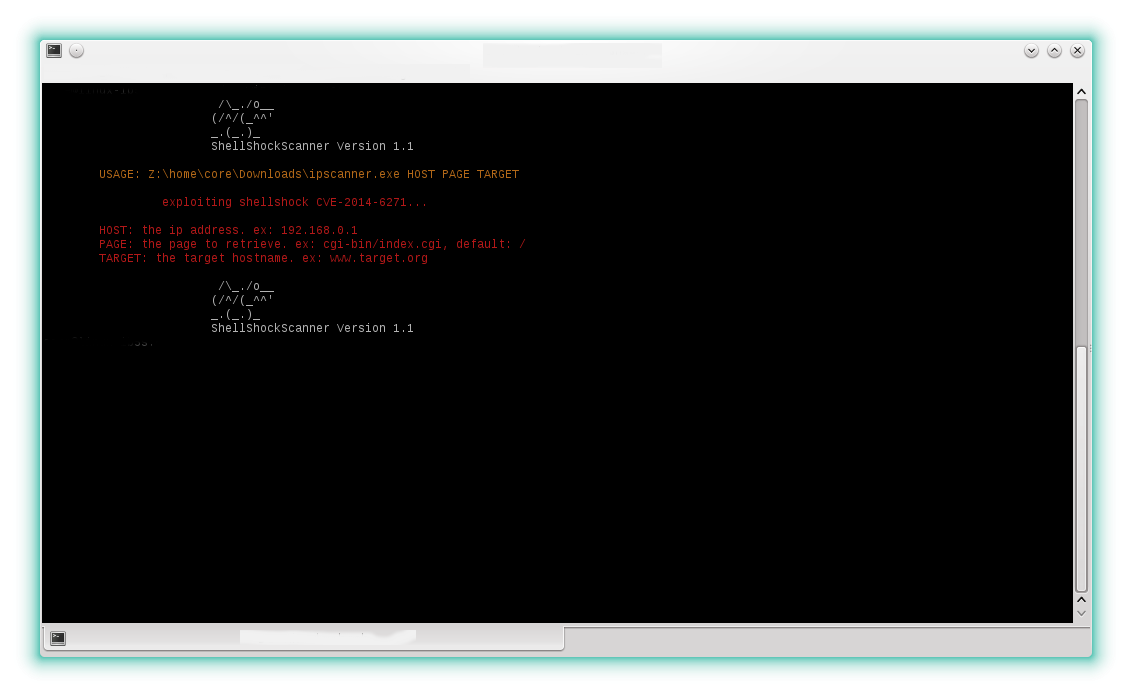 /\_./o__
(/^/(_^^'
_.(_.)_
ShellShockScanner Version 1.1
USAGE: Z:\home\core\Downloads\ipscanner.exe HOST PAGE TARGET
exploiting shellshock CVE-2014-6271...
HOST: the ip address. ex: 192.168.0.1
PAGE: the page to retrieve. ex: cgi-bin/index.cgi, default: /
TARGET: the target hostname. ex: www.target.org
/\_./o__
(/^/(_^^'
_.(_.)_
ShellShockScanner Version 1.1